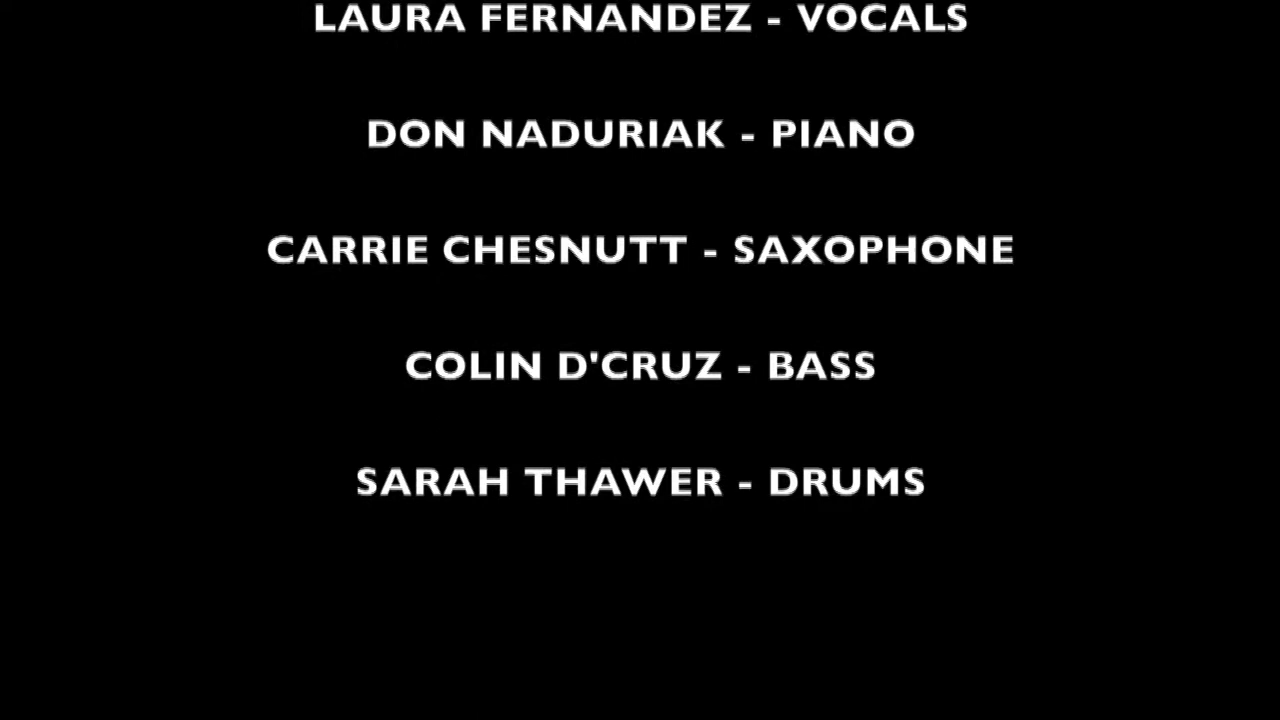 LAURA FERNANDEZ - VOCALS
DON NADURIAK - PIANO
CARRIE CHESNUTT - SAXOPHONE
COLIN D'CRUZ - BASS
SARAH THAWER - DRUMS